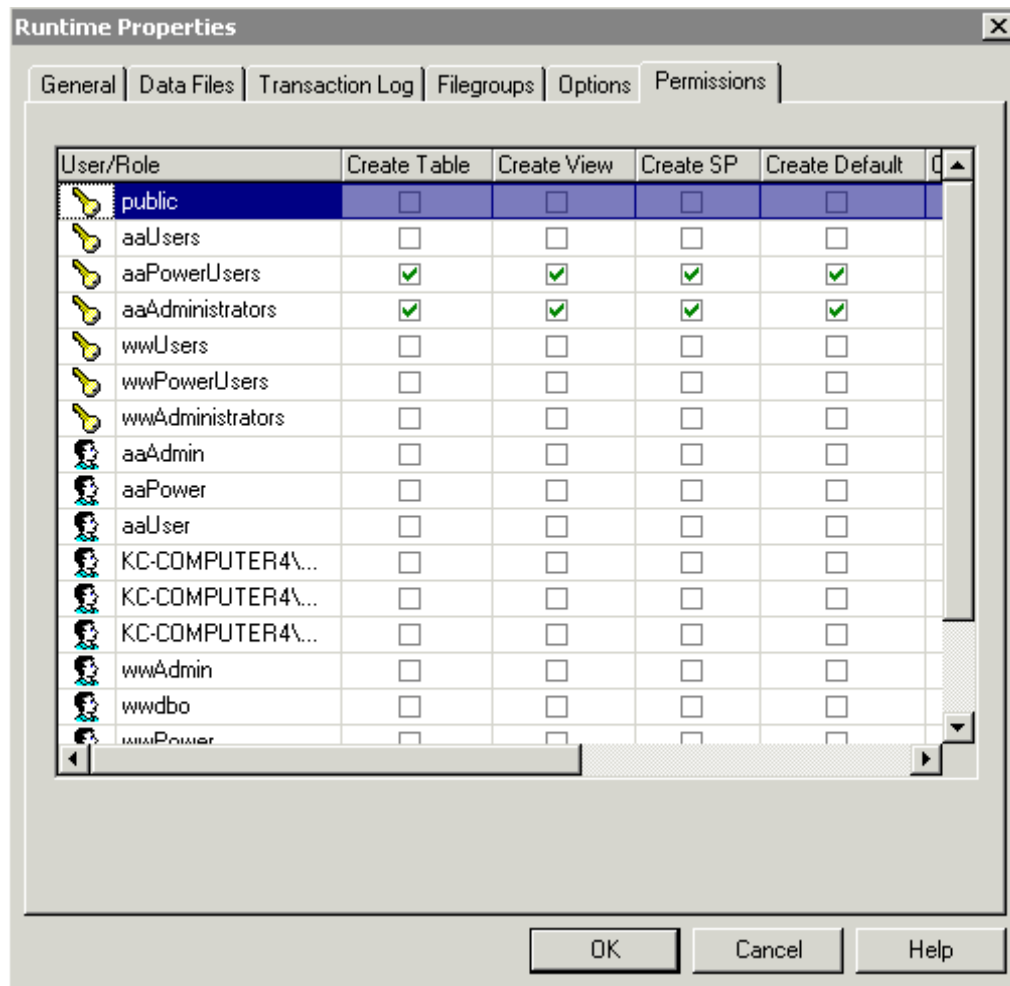 Runtime Properties
General Data Files Transaction Log Filegroups Options Permissions
User/Role Create Table Create View Create SP Create Default
public
aaUsers
aaPowerUsers
aaAdministrators
wwUsers
wwPowerUsers
wwAdministrators
aaAdmin
aaPower
aaUser
KC-COMPUTER4\...
KC-COMPUTER4\...
KC-COMPUTER4\...
wwAdmin
wwdbo
wwPower
OK Cancel Help